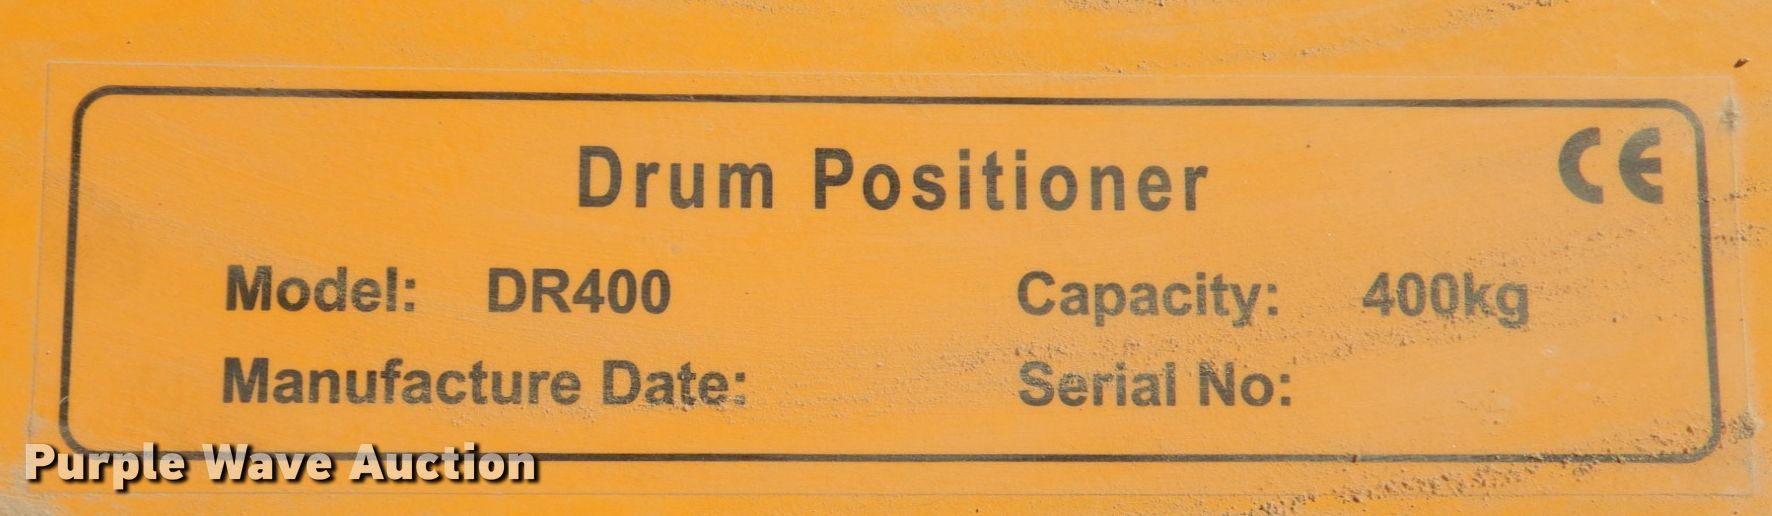 Drum Positioner
CE
Model: DR400
Capacity: 400kg
Manufacture Date:
Serial No:
Purple Wave Auction